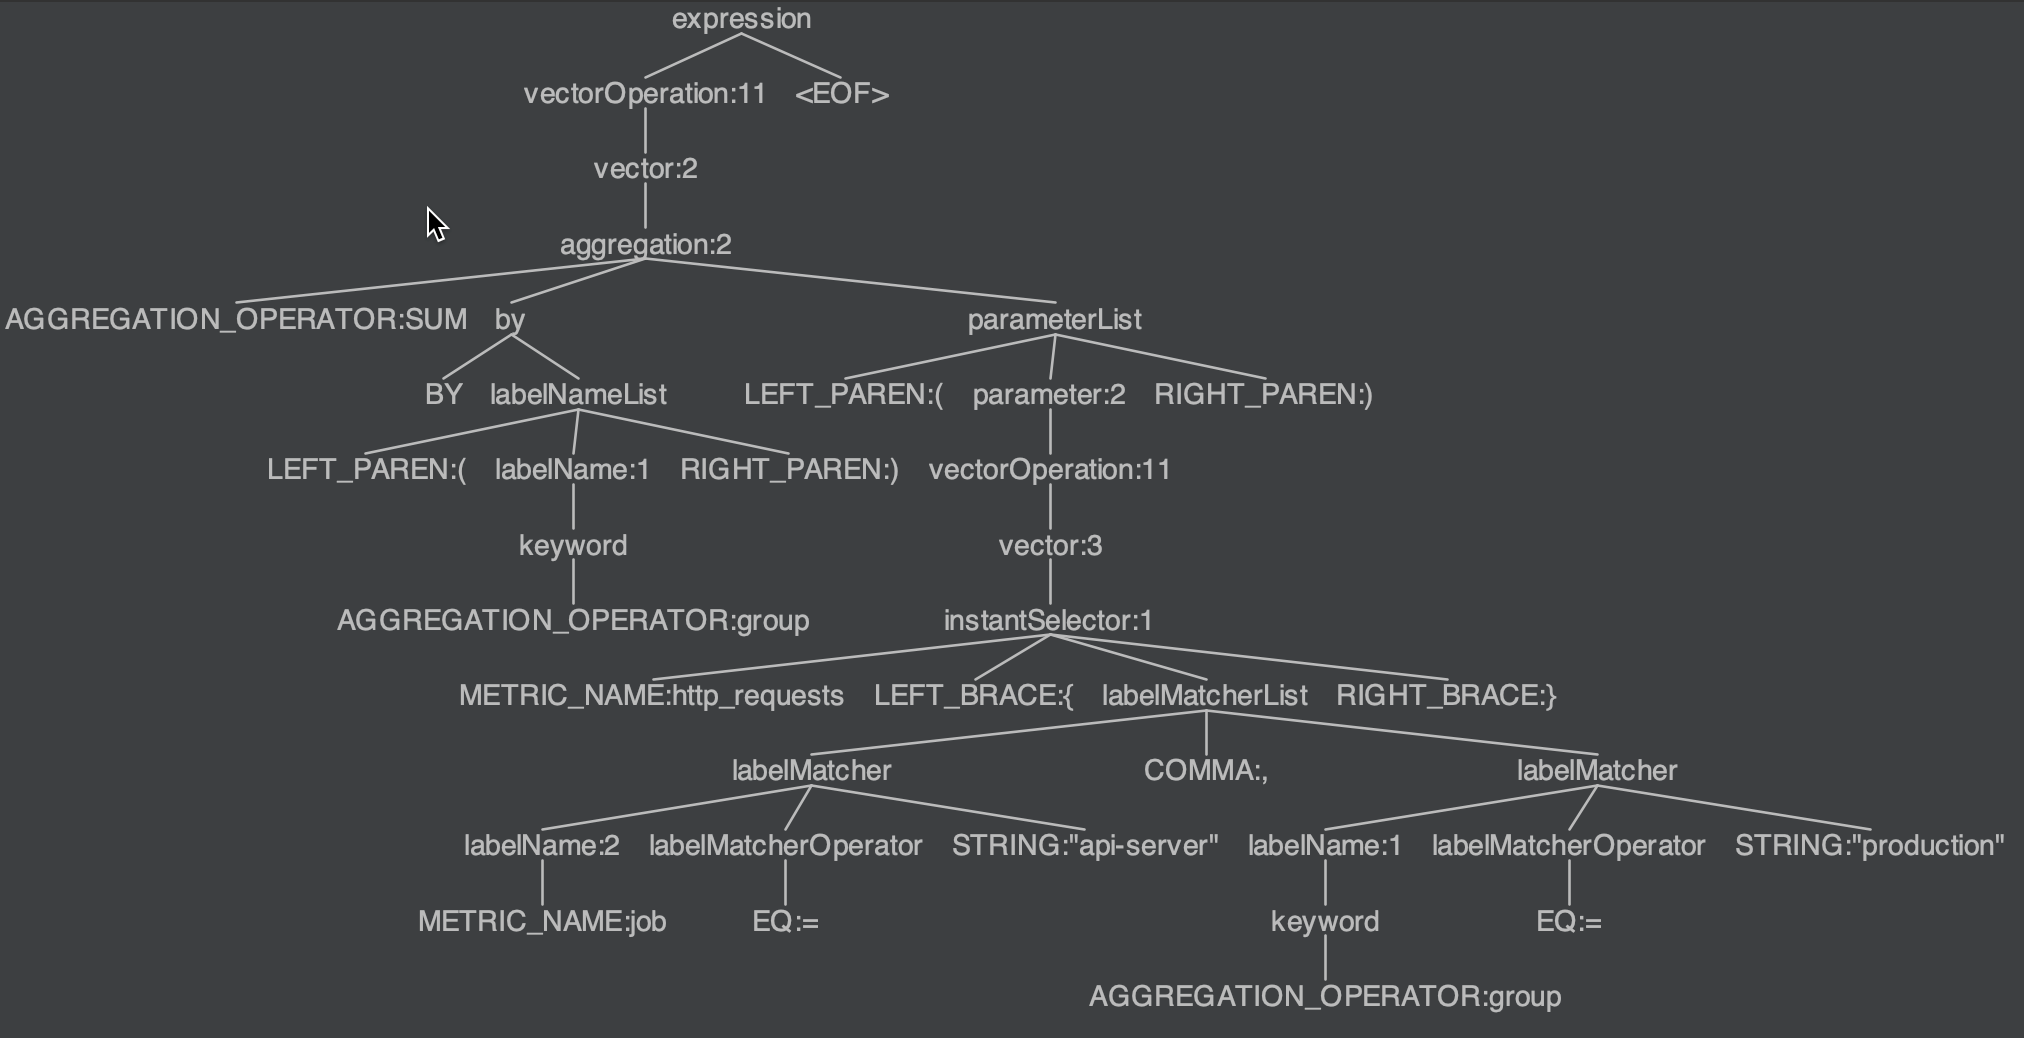 expression
vectorOperation:11 <EOF>
vector:2
aggregation:2
AGGREGATION_OPERATOR:SUM by parameterList
BY labelNameList LEFT_PAREN:( parameter:2 RIGHT_PAREN:)
LEFT_PAREN:( labelName:1 RIGHT_PAREN:) vectorOperation:11
keyword vector:3
AGGREGATION_OPERATOR:group instantSelector:1
METRIC_NAME:http_requests LEFT_BRACE:{ labelMatcherList RIGHT_BRACE:}
labelMatcher COMMA:, labelMatcher
labelName:2 labelMatcherOperator STRING:"api-server" labelName:1 labelMatcherOperator STRING:"production"
METRIC_NAME:job EQ:= keyword EQ:=
AGGREGATION_OPERATOR:group